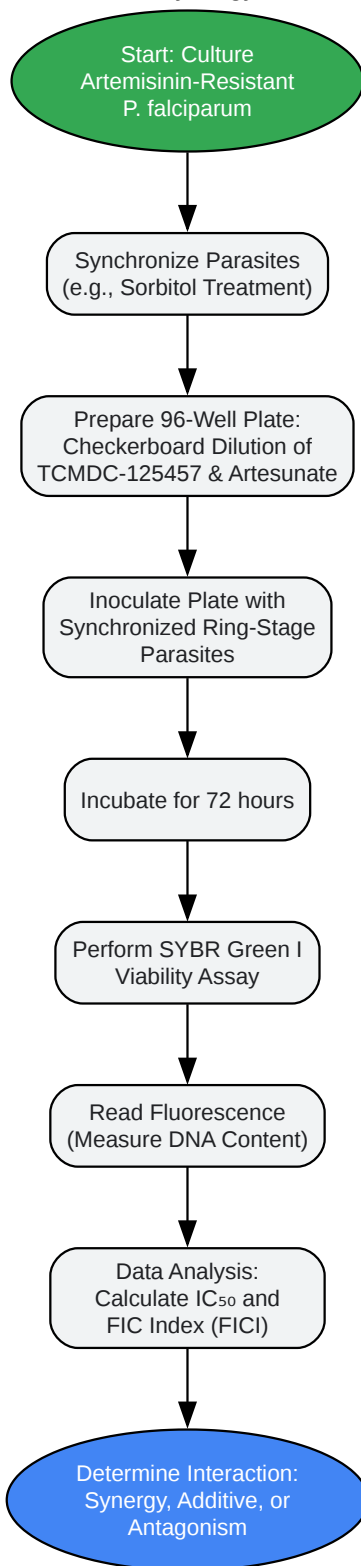 Start: Culture
Artemisinin-Resistant
P. falciparum
Synchronize Parasites
(e.g., Sorbitol Treatment)
Prepare 96-Well Plate:
Checkerboard Dilution of
TCMDC-125457 & Artesunate
Inoculate Plate with
Synchronized Ring-Stage
Parasites
Incubate for 72 hours
Perform SYBR Green I
Viability Assay
Read Fluorescence
(Measure DNA Content)
Data Analysis:
Calculate IC₅₀ and
FIC Index (FICI)
Determine Interaction:
Synergy, Additive, or
Antagonism